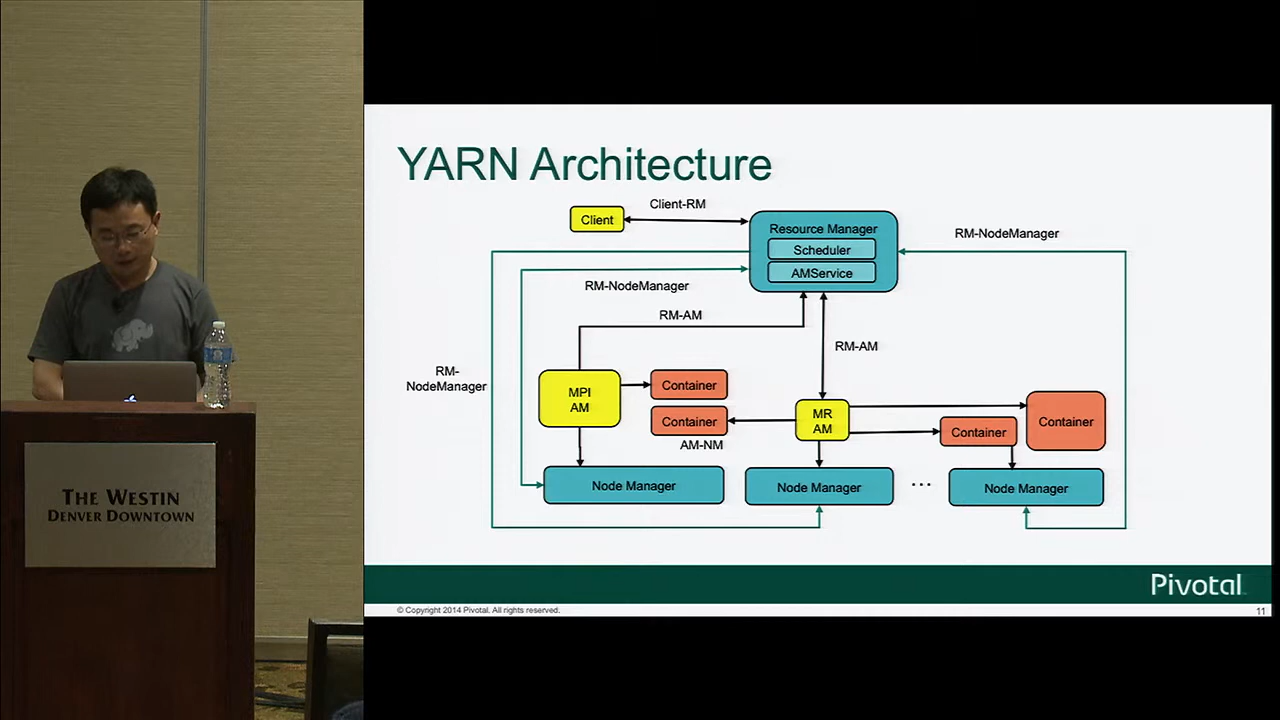 YARN Architecture
Client-RM
Client
Resource Manager
Scheduler
AMService
RM-NodeManager
RM-NodeManager
RM-AM
RM-AM
RM-
NodeManager
MPI
AM
Container
Container
AM-NM
MR
AM
Container
Container
Node Manager
Node Manager
...
Node Manager
Pivotal
© Copyright 2014 Pivotal. All rights reserved.
11
THE WESTIN
DENVER DOWNTOWN